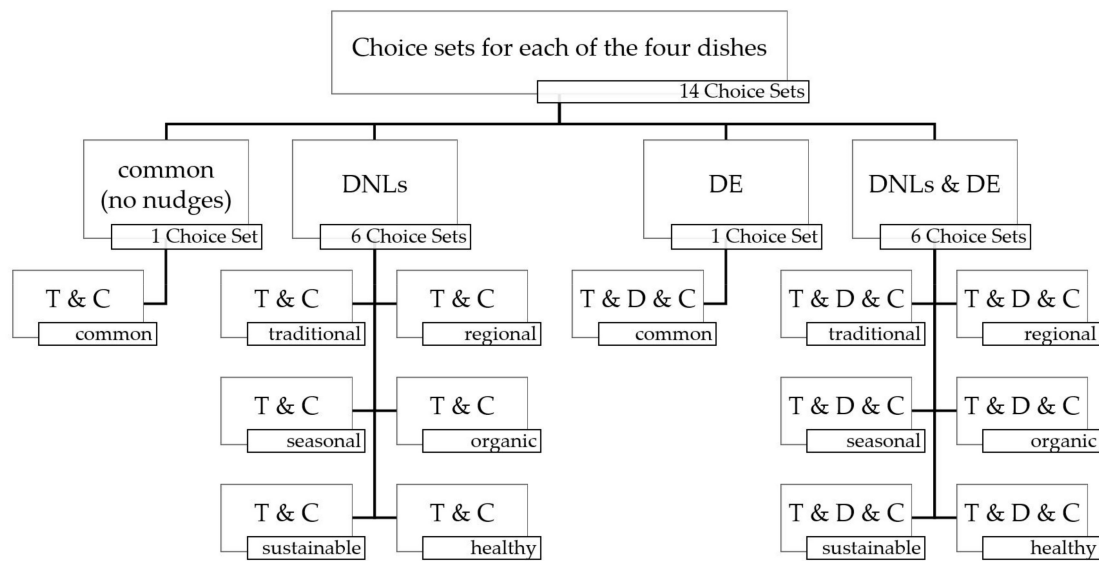 Choice sets for each of the four dishes
14 Choice Sets
common
(no nudges)
1 Choice Set
DNLs
6 Choice Sets
DE
1 Choice Set
DNLs & DE
6 Choice Sets
T & C
common
T & C
traditional
T & C
regional
T & D & C
common
T & D & C
traditional
T & D & C
regional
T & C
seasonal
T & C
organic
T & D & C
seasonal
T & D & C
organic
T & C
sustainable
T & C
healthy
T & D & C
sustainable
T & D & C
healthy